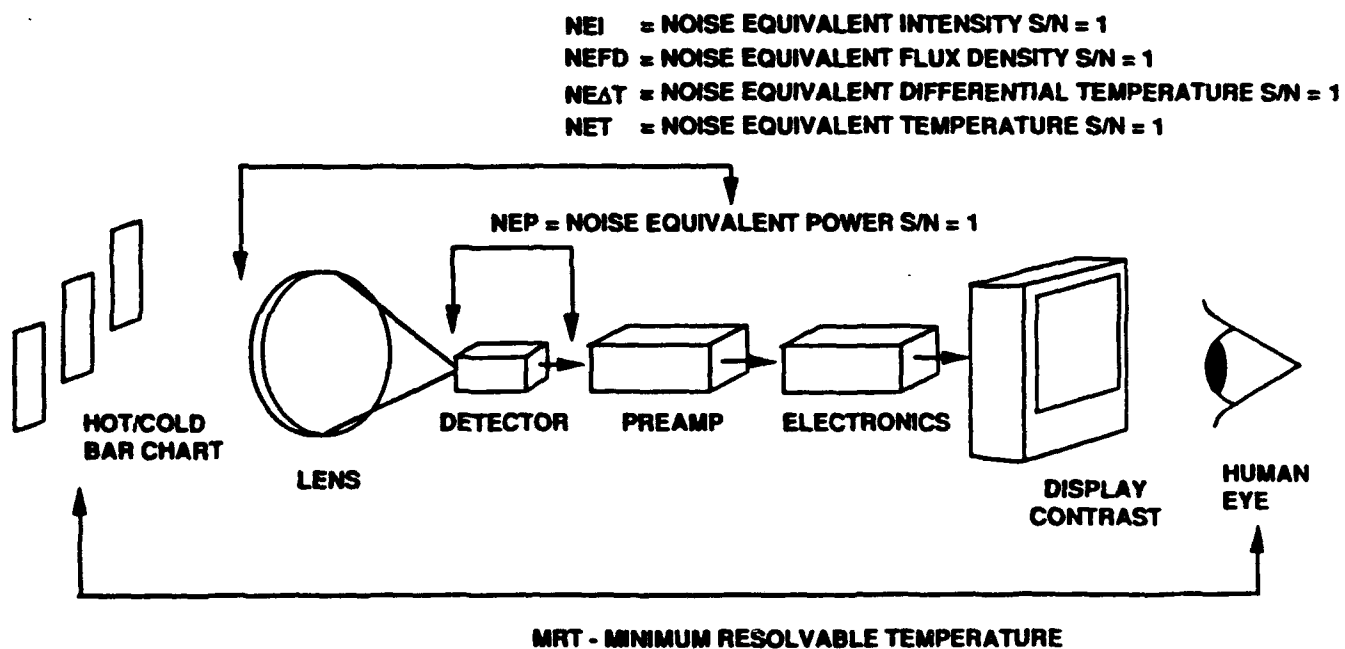 NEI = NOISE EQUIVALENT INTENSITY S/N = 1
NEFD = NOISE EQUIVALENT FLUX DENSITY S/N = 1
NEΔT = NOISE EQUIVALENT DIFFERENTIAL TEMPERATURE S/N = 1
NET = NOISE EQUIVALENT TEMPERATURE S/N = 1
NEP = NOISE EQUIVALENT POWER S/N = 1
HOT/COLD
BAR CHART
LENS
DETECTOR
PREAMP
ELECTRONICS
DISPLAY
CONTRAST
HUMAN
EYE
MRT - MINIMUM RESOLVABLE TEMPERATURE